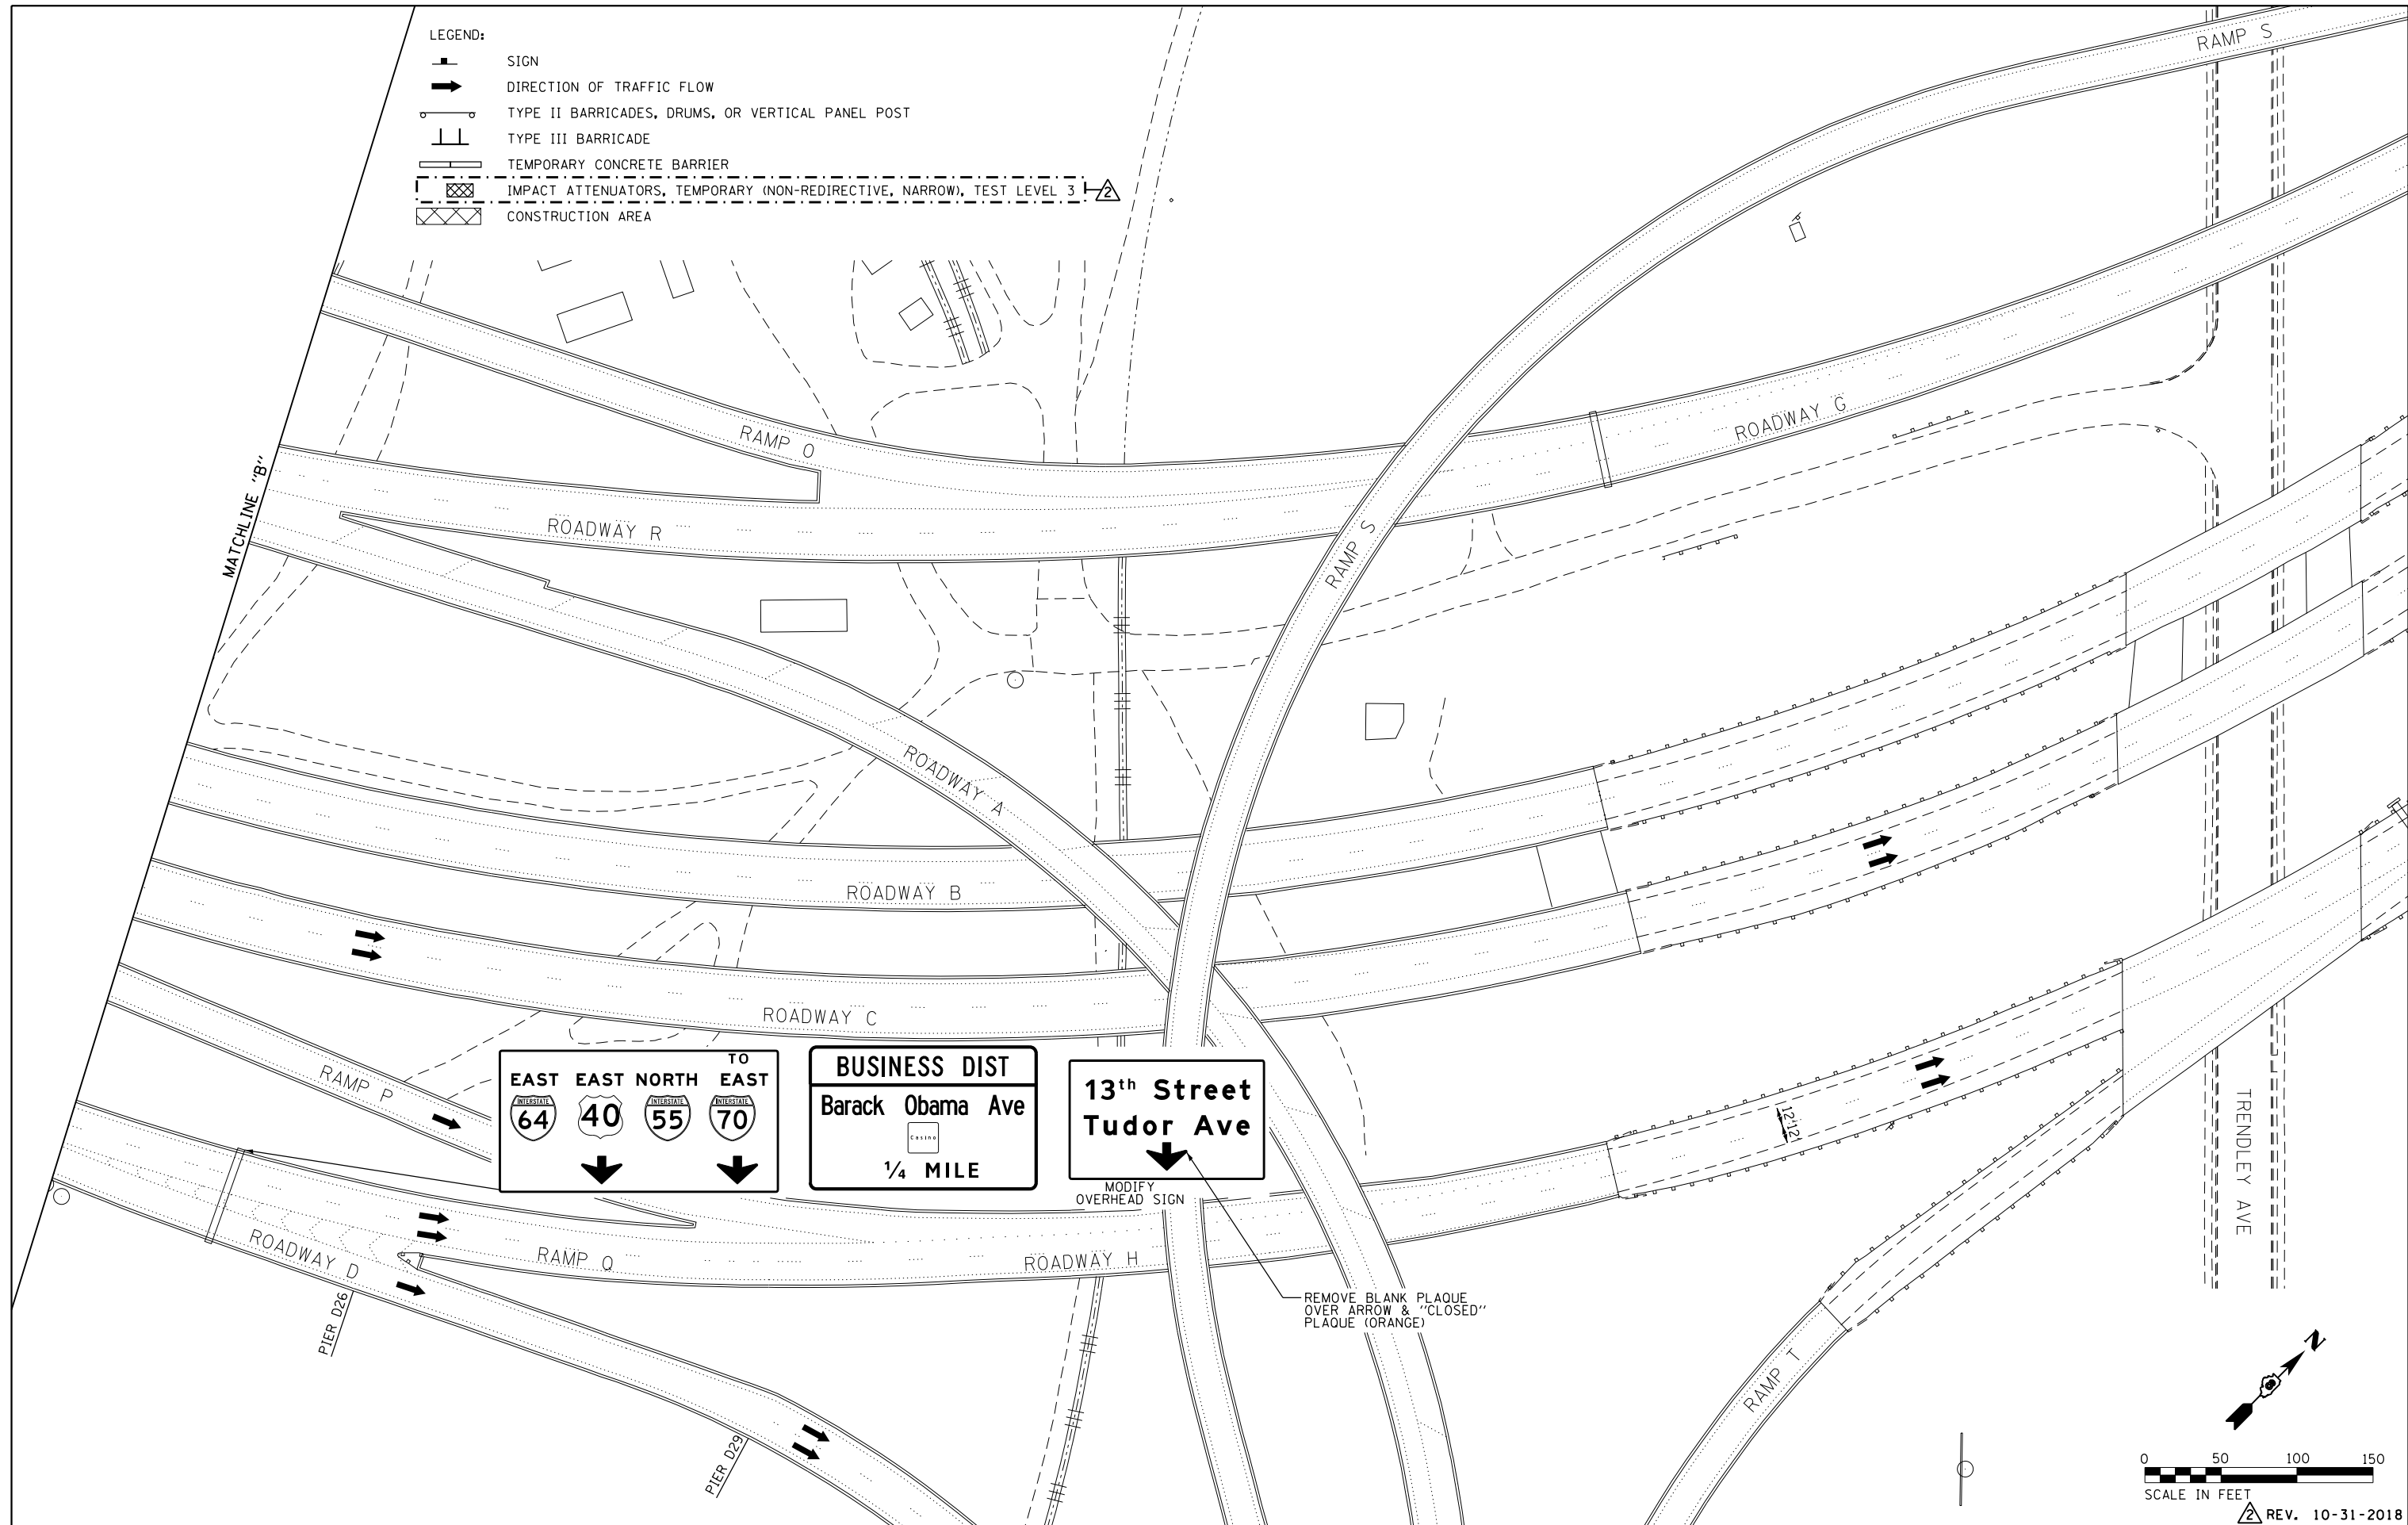 LEGEND:
SIGN
DIRECTION OF TRAFFIC FLOW
TYPE II BARRICADES, DRUMS, OR VERTICAL PANEL POST
TYPE III BARRICADE
TEMPORARY CONCRETE BARRIER
IMPACT ATTENUATORS, TEMPORARY (NON-REDIRECTIVE, NARROW), TEST LEVEL 3
2
CONSTRUCTION AREA
RAMP S
MATCHLINE "B"
RAMP O
ROADWAY R
ROADWAY G
RAMP S
ROADWAY A
ROADWAY B
ROADWAY C
RAMP P
TO
EAST EAST NORTH EAST
INTERSTATE INTERSTATE INTERSTATE
64 40 55 70
BUSINESS DIST
Barack Obama Ave
Casino
¼ MILE
13th Street
Tudor Ave
MODIFY
OVERHEAD SIGN
12'12'
TRENDLEY AVE
ROADWAY D
RAMP Q
ROADWAY H
REMOVE BLANK PLAQUE
OVER ARROW & "CLOSED"
PLAQUE (ORANGE)
PIER D26
PIER D29
RAMP T
N
0 50 100 150
SCALE IN FEET
2 REV. 10-31-2018